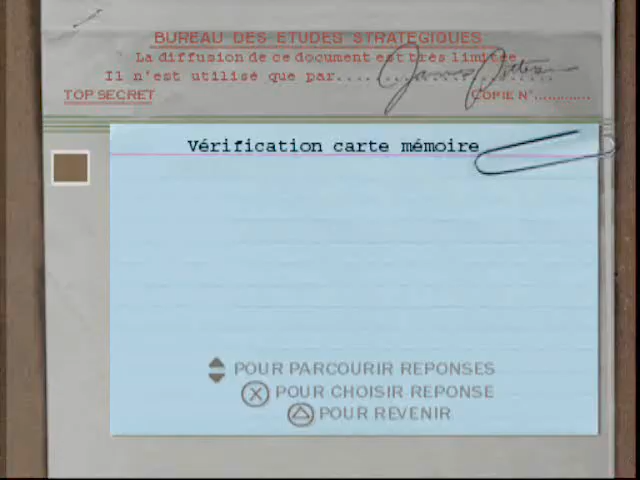 BUREAU DES ETUDES STRATEGIQUES
La diffusion de ce document est très limitée
Il n'est utilisé que par....................
TOP SECRET
COPIE N°............
Vérification carte mémoire
POUR PARCOURIR REPONSES
X POUR CHOISIR REPONSE
POUR REVENIR